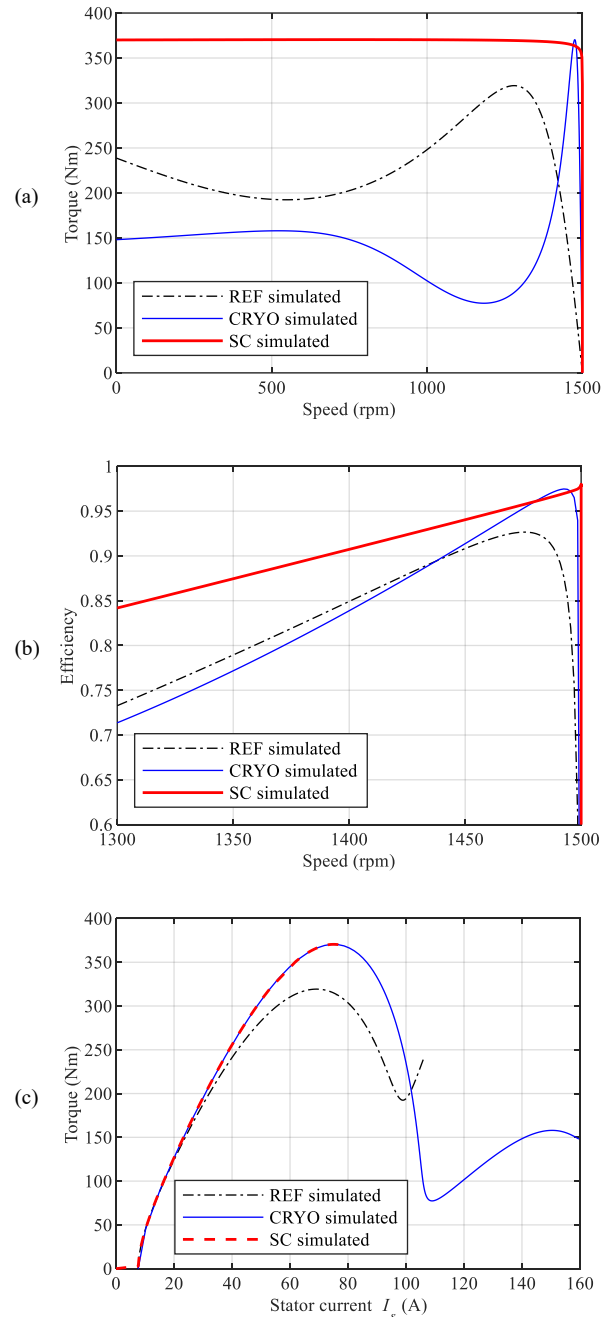 400
350
300
250
200
150
100
50
0
Torque (Nm)
(a)
REF simulated
CRYO simulated
SC simulated
0 500 1000 1500
Speed (rpm)
1
0.95
0.9
0.85
0.8
0.75
0.7
0.65
0.6
Efficiency
(b)
REF simulated
CRYO simulated
SC simulated
1300 1350 1400 1450 1500
Speed (rpm)
400
350
300
250
200
150
100
50
0
Torque (Nm)
(c)
REF simulated
CRYO simulated
SC simulated
0 20 40 60 80 100 120 140 160
Stator current I_s (A)